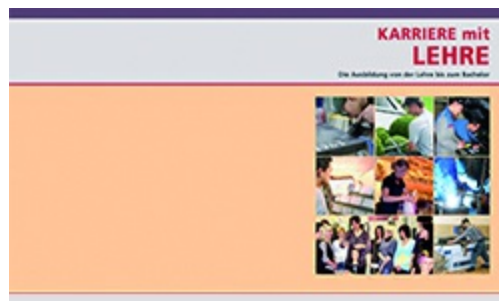 KARRIERE mit
LEHRE
Die Ausbildung von der Lehre bis zum Bachelor